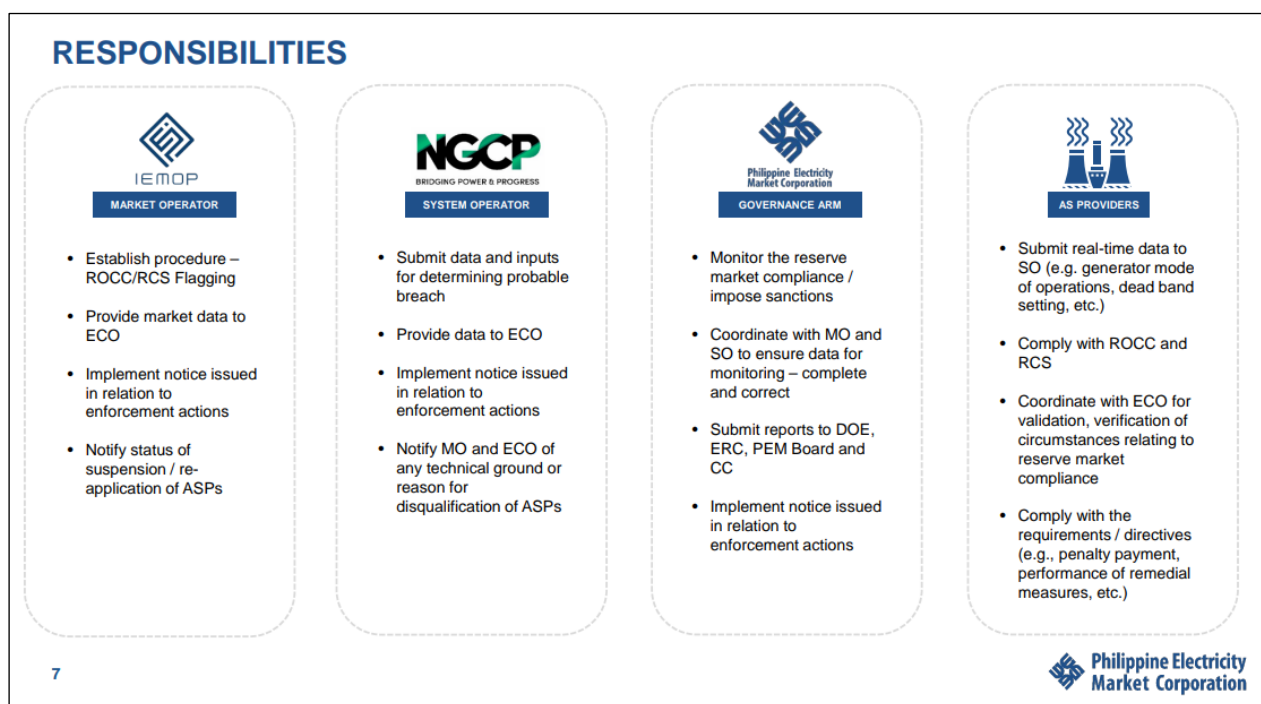 RESPONSIBILITIES
IEMOP
MARKET OPERATOR
• Establish procedure –
ROCC/RCS Flagging
• Provide market data to
ECO
• Implement notice issued
in relation to
enforcement actions
• Notify status of
suspension / re-
application of ASPs
NGCP
BRIDGING POWER & PROGRESS
SYSTEM OPERATOR
• Submit data and inputs
for determining probable
breach
• Provide data to ECO
• Implement notice issued
in relation to
enforcement actions
• Notify MO and ECO of
any technical ground or
reason for
disqualification of ASPs
Philippine Electricity
Market Corporation
GOVERNANCE ARM
• Monitor the reserve
market compliance /
impose sanctions
• Coordinate with MO and
SO to ensure data for
monitoring – complete
and correct
• Submit reports to DOE,
ERC, PEM Board and
CC
• Implement notice issued
in relation to
enforcement actions
AS PROVIDERS
• Submit real-time data to
SO (e.g. generator mode
of operations, dead band
setting, etc.)
• Comply with ROCC and
RCS
• Coordinate with ECO for
validation, verification of
circumstances relating to
reserve market
compliance
• Comply with the
requirements / directives
(e.g., penalty payment,
performance of remedial
measures, etc.)
7
Philippine Electricity
Market Corporation